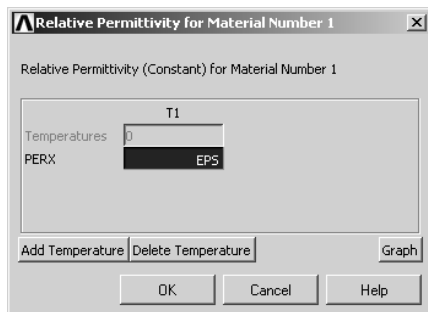 Relative Permittivity for Material Number 1
Relative Permittivity (Constant) for Material Number 1
T1
Temperatures 0
PERX EPS
Add Temperature Delete Temperature Graph
OK Cancel Help